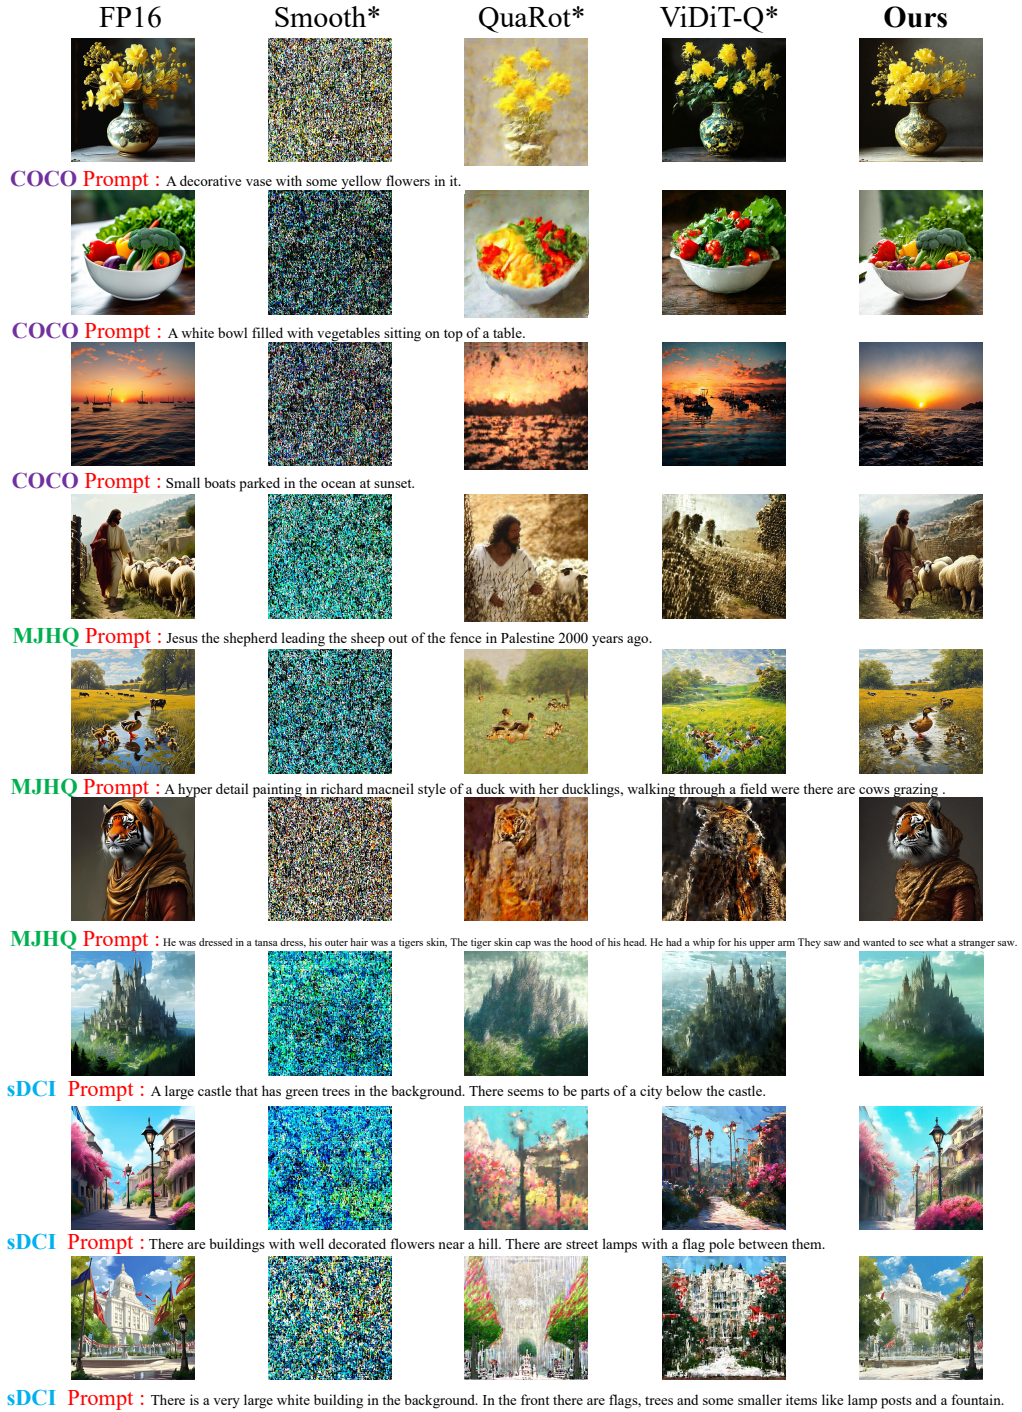 FP16 Smooth* QuaRot* ViDiT-Q* Ours
COCO Prompt : A decorative vase with some yellow flowers in it.
COCO Prompt : A white bowl filled with vegetables sitting on top of a table.
COCO Prompt : Small boats parked in the ocean at sunset.
MJHQ Prompt : Jesus the shepherd leading the sheep out of the fence in Palestine 2000 years ago.
MJHQ Prompt : A hyper detail painting in richard macneil style of a duck with her ducklings, walking through a field were there are cows grazing .
MJHQ Prompt : He was dressed in a tansa dress, his outer hair was a tigers skin, The tiger skin cap was the hood of his head. He had a whip for his upper arm They saw and wanted to see what a stranger saw.
sDCI Prompt : A large castle that has green trees in the background. There seems to be parts of a city below the castle.
sDCI Prompt : There are buildings with well decorated flowers near a hill. There are street lamps with a flag pole between them.
sDCI Prompt : There is a very large white building in the background. In the front there are flags, trees and some smaller items like lamp posts and a fountain.